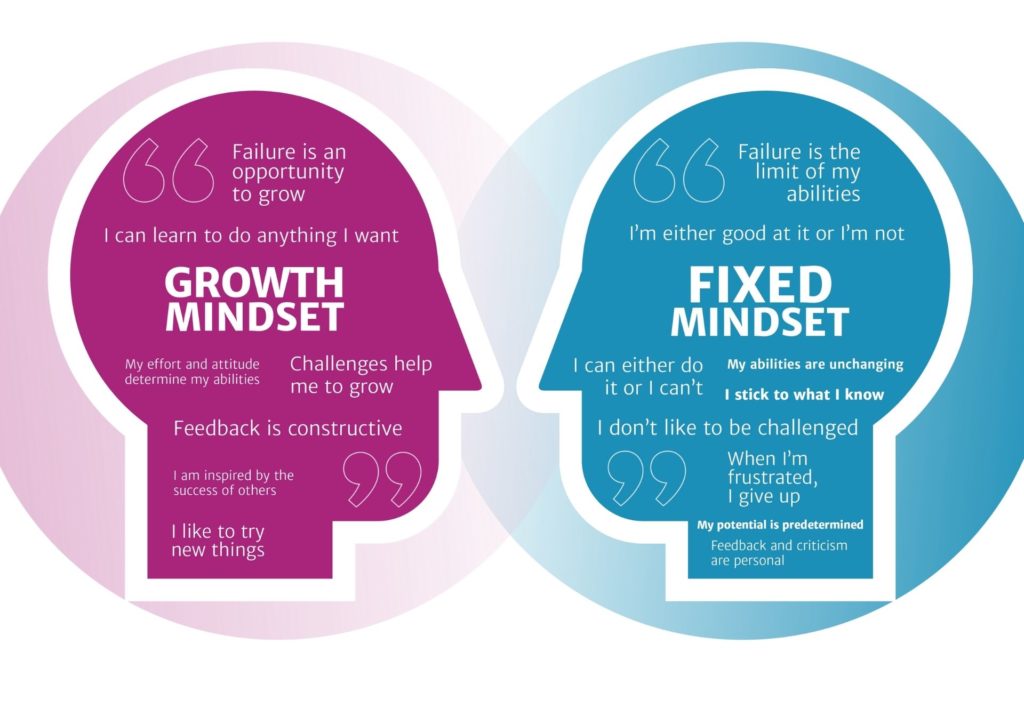 Failure is an
opportunity
to grow
I can learn to do anything I want
GROWTH
MINDSET
My effort and attitude
determine my abilities
Challenges help
me to grow
Feedback is constructive
I am inspired by the
success of others
I like to try
new things
Failure is the
limit of my
abilities
I'm either good at it or I'm not
FIXED
MINDSET
I can either do
it or I can't
My abilities are unchanging
I stick to what I know
I don't like to be challenged
When I'm
frustrated,
I give up
My potential is predetermined
Feedback and criticism
are personal